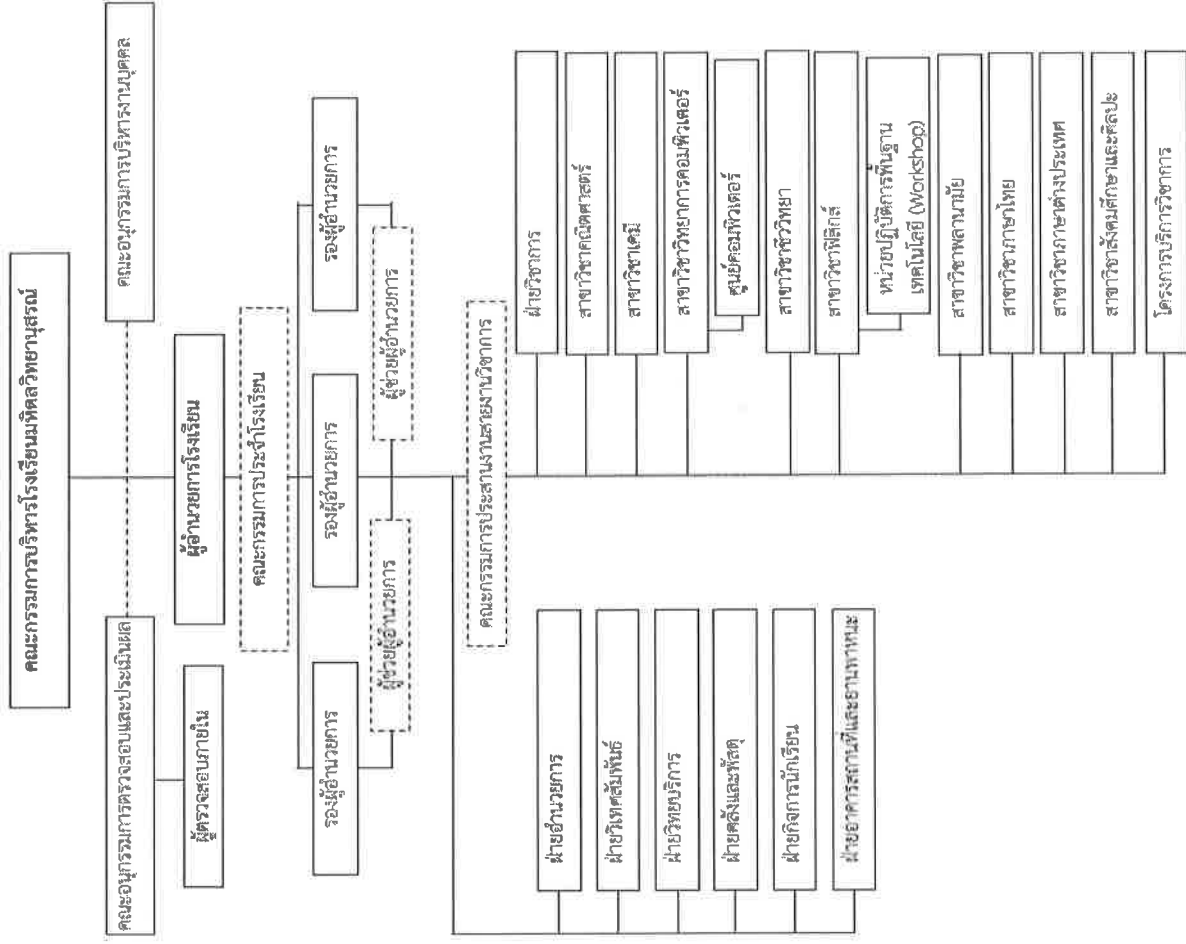 คณะกรรมการบริหารโรงเรียนมหิดลวิทยานุสรณ์
คณะอนุกรรมการตรวจสอบและประเมินผล
คณะอนุกรรมการบริหารงานบุคคล
ผู้ตรวจสอบภายใน
ผู้อำนวยการโรงเรียน
คณะกรรมการประจำโรงเรียน
รองผู้อำนวยการ
รองผู้อำนวยการ
รองผู้อำนวยการ
ผู้ช่วยผู้อำนวยการ
ผู้ช่วยผู้อำนวยการ
คณะกรรมการประสานงานสายงานวิชาการ
ฝ่ายอำนวยการ
ฝ่ายวิเทศสัมพันธ์
ฝ่ายวิทยบริการ
ฝ่ายคลังและพัสดุ
ฝ่ายกิจการนักเรียน
ฝ่ายอาคารสถานที่และยานพาหนะ
ฝ่ายวิชาการ
สาขาวิชาคณิตศาสตร์
สาขาวิชาเคมี
สาขาวิชาวิทยาการคอมพิวเตอร์
ศูนย์คอมพิวเตอร์
สาขาวิชาชีววิทยา
สาขาวิชาฟิสิกส์
หน่วยปฏิบัติการพื้นฐาน
เทคโนโลยี (Workshop)
สาขาวิชาพลานามัย
สาขาวิชาภาษาไทย
สาขาวิชาภาษาต่างประเทศ
สาขาวิชาสังคมศึกษาและศิลปะ
โครงการบริการวิชาการ